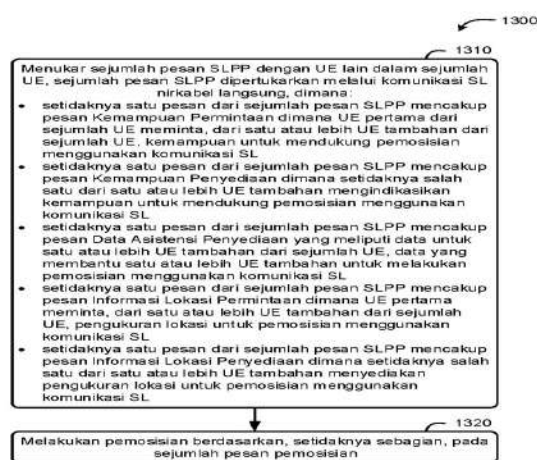 1300
1310
Menukar sejumlah pesan SLPP dengan UE lain dalam sejumlah
UE, sejumlah pesan SLPP dipertukarkan melalui komunikasi SL
nirkabel langsung, dimana:
• setidaknya satu pesan dari sejumlah pesan SLPP mencakup
pesan Kemampuan Permintaan dimana UE pertama dari
sejumlah UE meminta, dari satu atau lebih UE tambahan dari
sejumlah UE, kemampuan untuk mendukung pemosisian
menggunakan komunikasi SL
• setidaknya satu pesan dari sejumlah pesan SLPP mencakup
pesan Kemampuan Penyediaan dimana setidaknya salah
satu dari satu atau lebih UE tambahan mengindikasikan
kemampuan untuk mendukung pemosisian menggunakan
komunikasi SL
• setidaknya satu pesan dari sejumlah pesan SLPP mencakup
pesan Data Asistensi Penyediaan yang meliputi data untuk
satu atau lebih UE tambahan dari sejumlah UE, data yang
membantu satu atau lebih UE tambahan untuk melakukan
pemosisian menggunakan komunikasi SL
• setidaknya satu pesan dari sejumlah pesan SLPP mencakup
pesan Informasi Lokasi Permintaan dimana UE pertama
meminta, dari satu atau lebih UE tambahan dari sejumlah
UE, pengukuran lokasi untuk pemosisian menggunakan
komunikasi SL
• setidaknya satu pesan dari sejumlah pesan SLPP mencakup
pesan Informasi Lokasi Penyediaan dimana setidaknya salah
satu dari satu atau lebih UE tambahan menyediakan
pengukuran lokasi untuk pemosisian menggunakan
komunikasi SL
1320
Melakukan pemosisian berdasarkan, setidaknya sebagian, pada
sejumlah pesan pemosisian